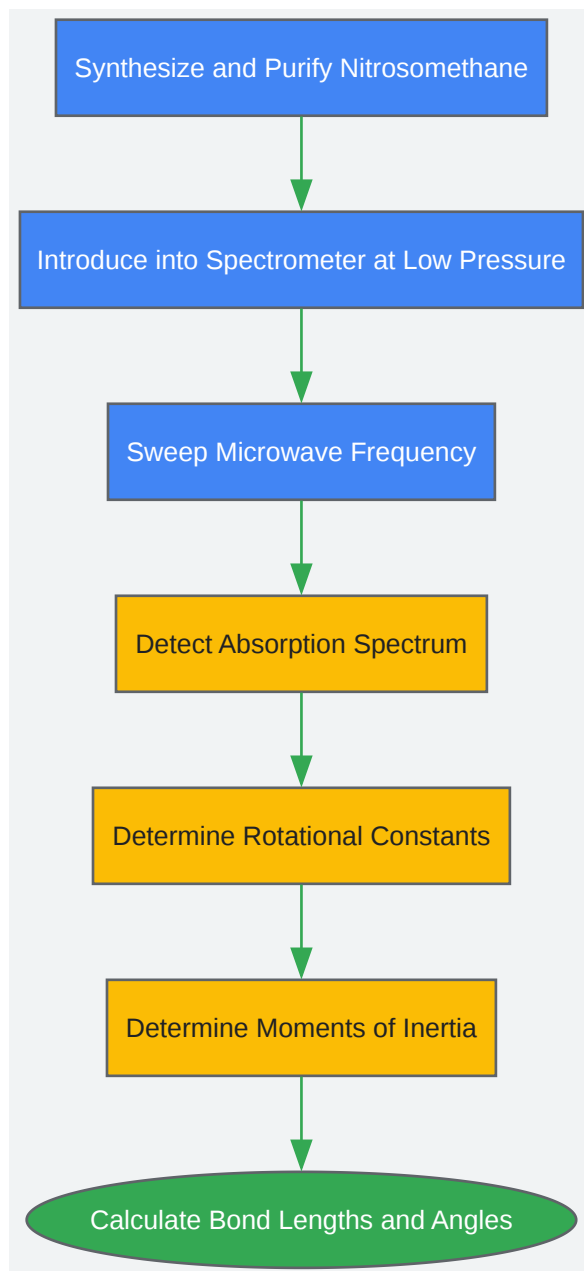 Synthesize and Purify Nitrosomethane
Introduce into Spectrometer at Low Pressure
Sweep Microwave Frequency
Detect Absorption Spectrum
Determine Rotational Constants
Determine Moments of Inertia
Calculate Bond Lengths and Angles